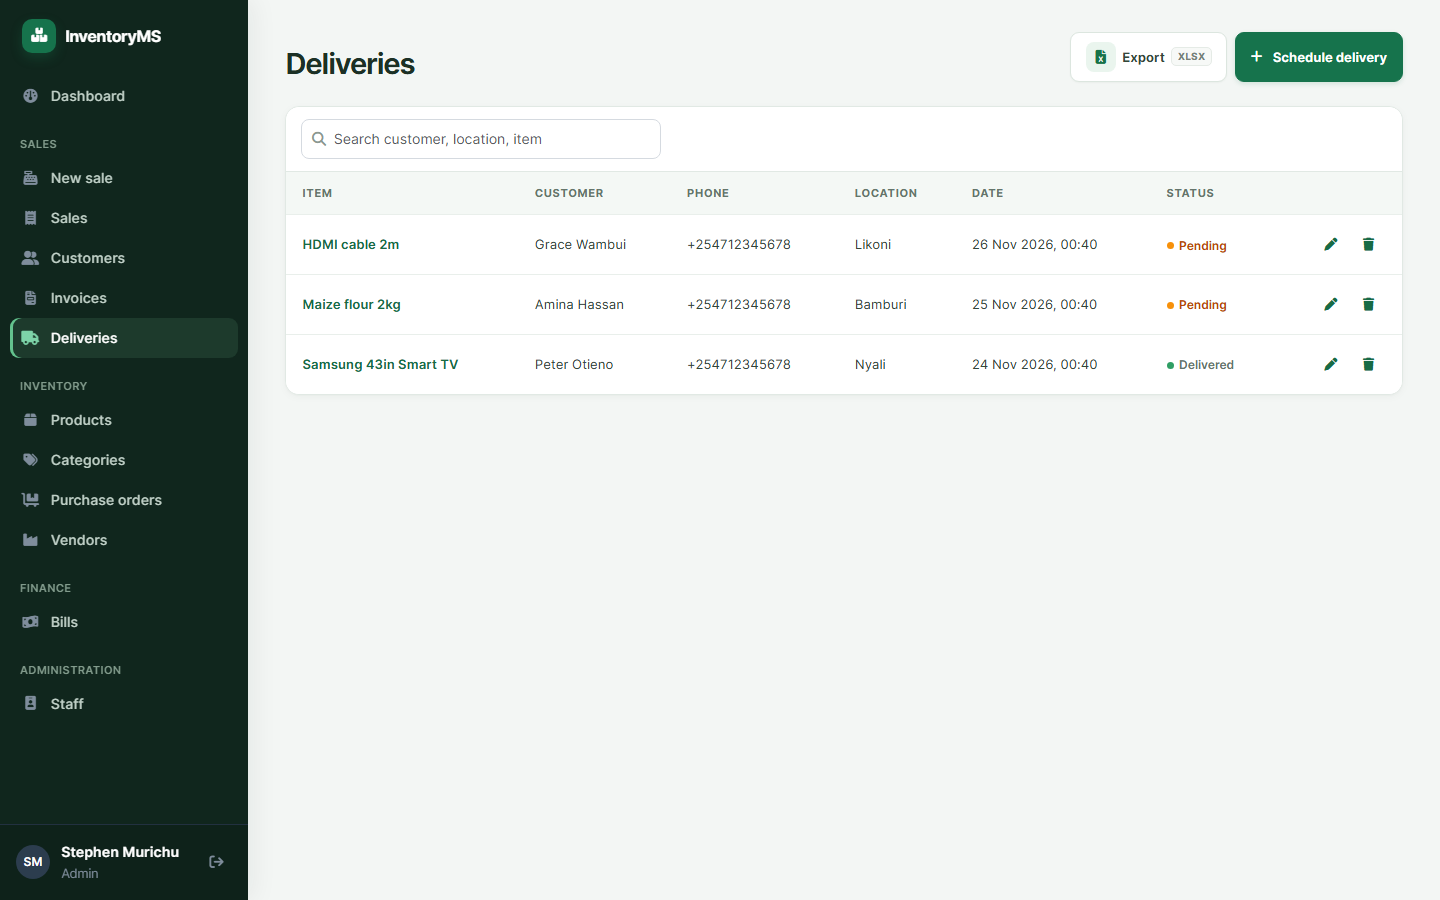 InventoryMS
Dashboard
SALES
New sale
Sales
Customers
Invoices
Deliveries
INVENTORY
Products
Categories
Purchase orders
Vendors
FINANCE
Bills
ADMINISTRATION
Staff
SM
Stephen Murichu
Admin
Deliveries
Export XLSX
Schedule delivery
Search customer, location, item
ITEM CUSTOMER PHONE LOCATION DATE STATUS
HDMI cable 2m Grace Wambui +254712345678 Likoni 26 Nov 2026, 00:40 Pending
Maize flour 2kg Amina Hassan +254712345678 Bamburi 25 Nov 2026, 00:40 Pending
Samsung 43in Smart TV Peter Otieno +254712345678 Nyali 24 Nov 2026, 00:40 Delivered